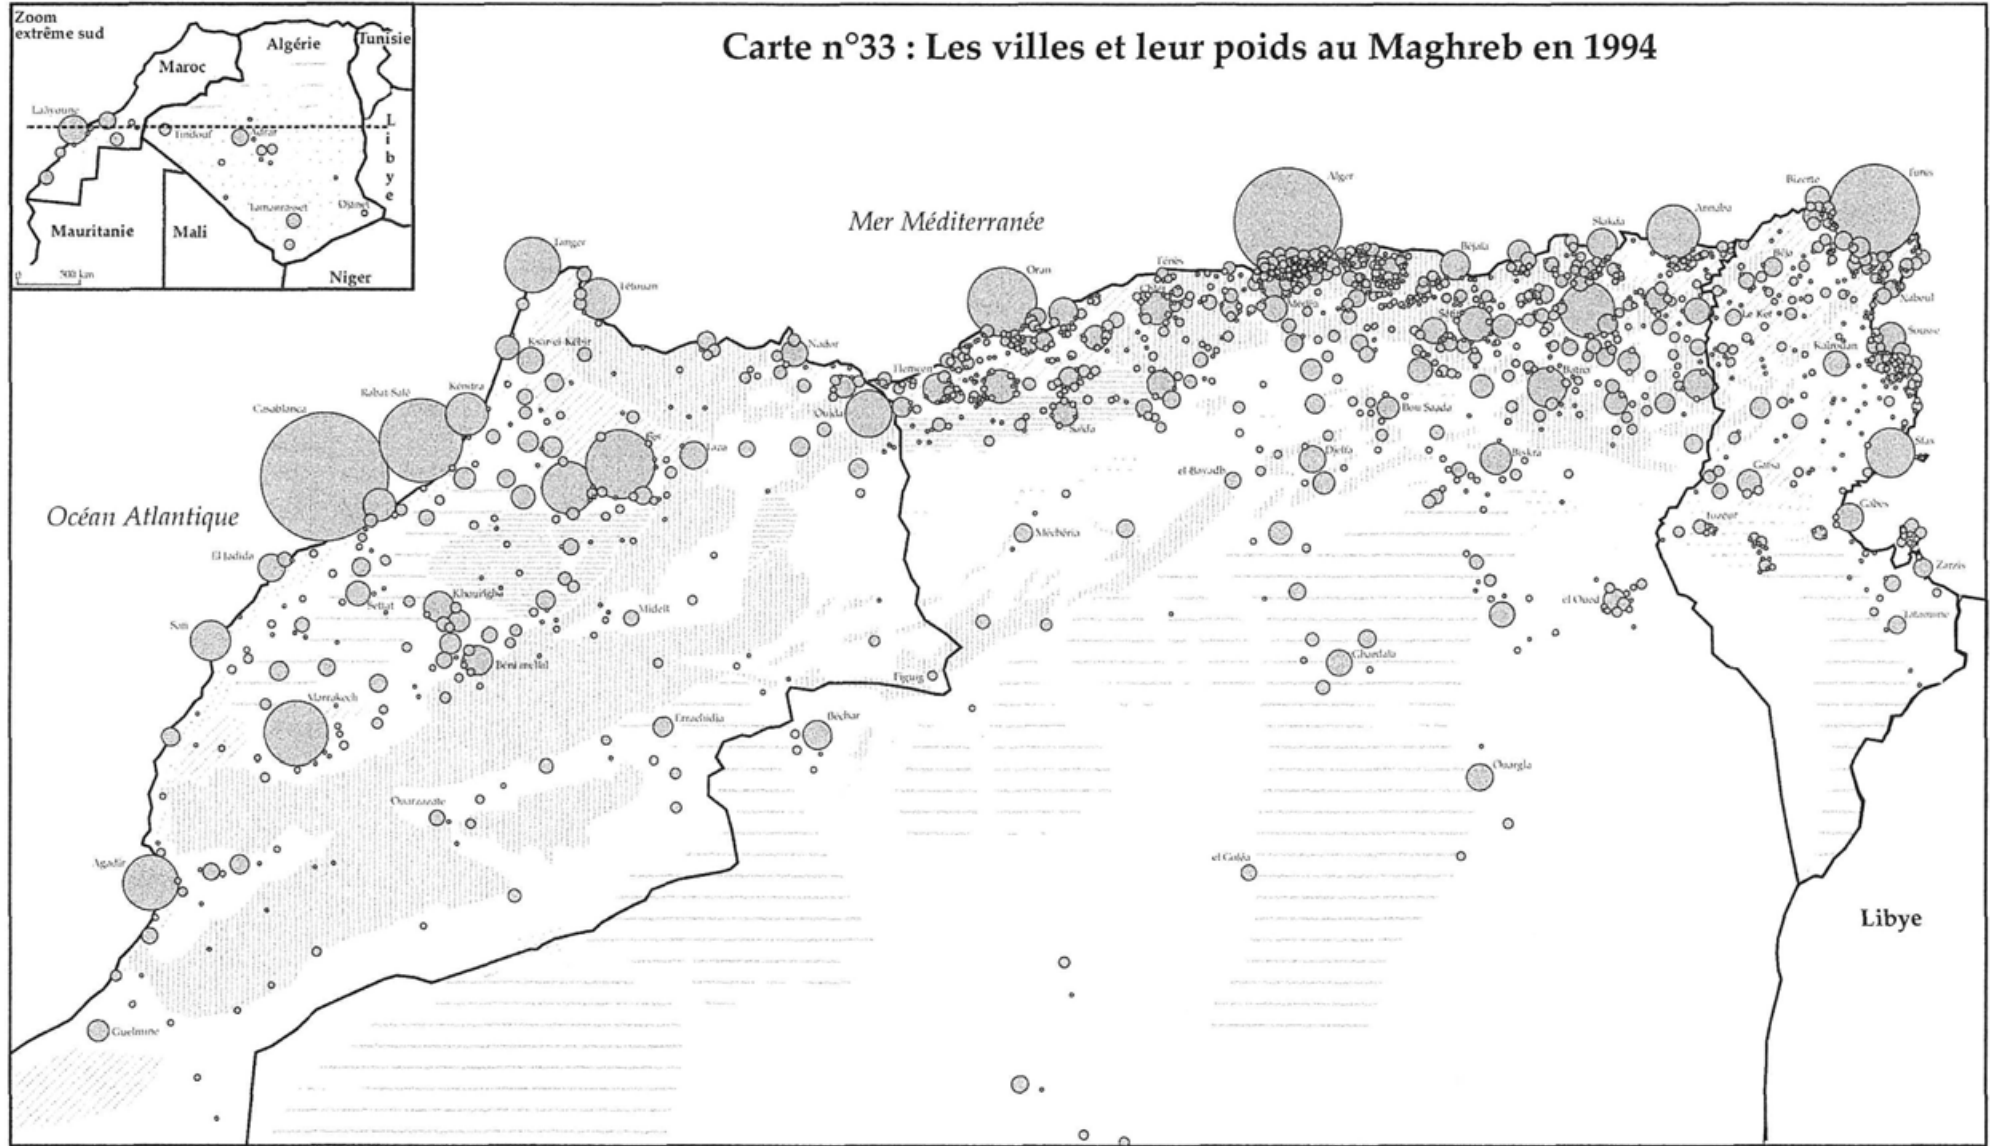 Zoom
extrême sud
Algérie
Tunisie
Maroc
Laâyoune
Tindouf
Adrar
Libye
Tamanrasset
Djanet
Mauritanie
Mali
Niger
0
500 km
Carte n°33 : Les villes et leur poids au Maghreb en 1994
Mer Méditerranée
Océan Atlantique
Alger
Tunis
Bizerte
Annaba
Skikda
Béjaïa
Tanger
Tétouan
Oran
Ténès
Chlef
Médéa
Sétif
Béja
Nabeul
Le Kef
Sousse
Kairouan
Ksar-el-Kébir
Nador
Tlemcen
Kénitra
Rabat-Salé
Casablanca
Oujda
Fès
Taza
Saïda
Bou Saada
Batna
Djelfa
Biskra
el-Bayadh
Sfax
Gafsa
Gabès
Tozeur
Zarzis
Tataouine
Méchéria
El Jadida
Settat
Khouribga
Midelt
Safi
Béni mellal
Figuig
el Oued
Ghardaïa
Marrakech
Errachidia
Béchar
Ouargla
Ouarzazate
el Goléa
Agadir
Guelmime
Libye